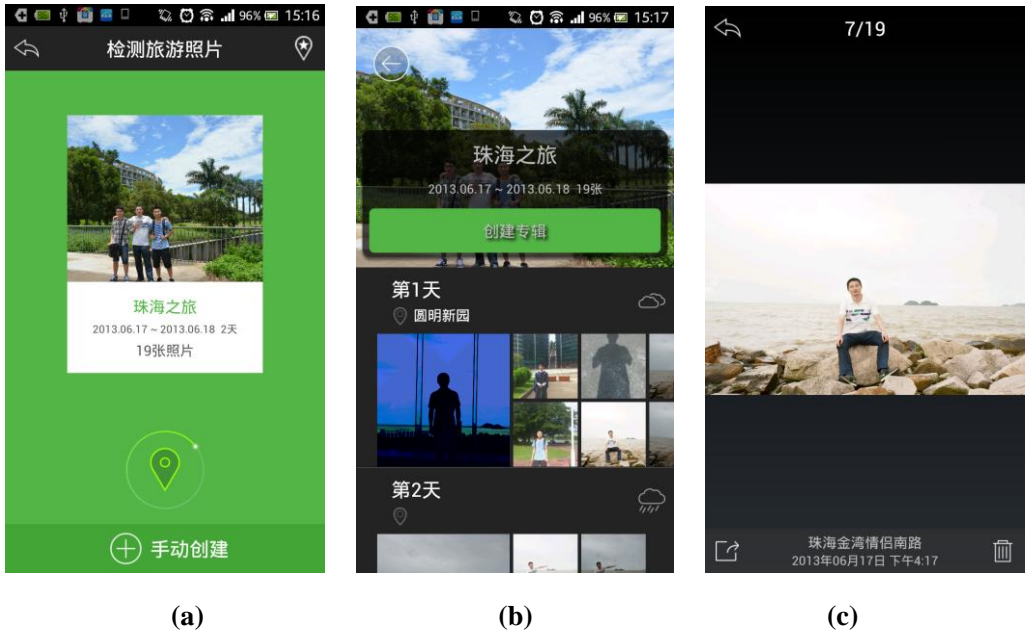 96% 15:16
检测旅游照片
珠海之旅
2013.06.17 ~ 2013.06.18 2天
19张照片
手动创建
(a)
96% 15:17
珠海之旅
2013.06.17 ~ 2013.06.18 19张
创建专辑
第1天
圆明新园
第2天
(b)
7/19
珠海金湾情侣南路
2013年06月17日 下午4:17
(c)